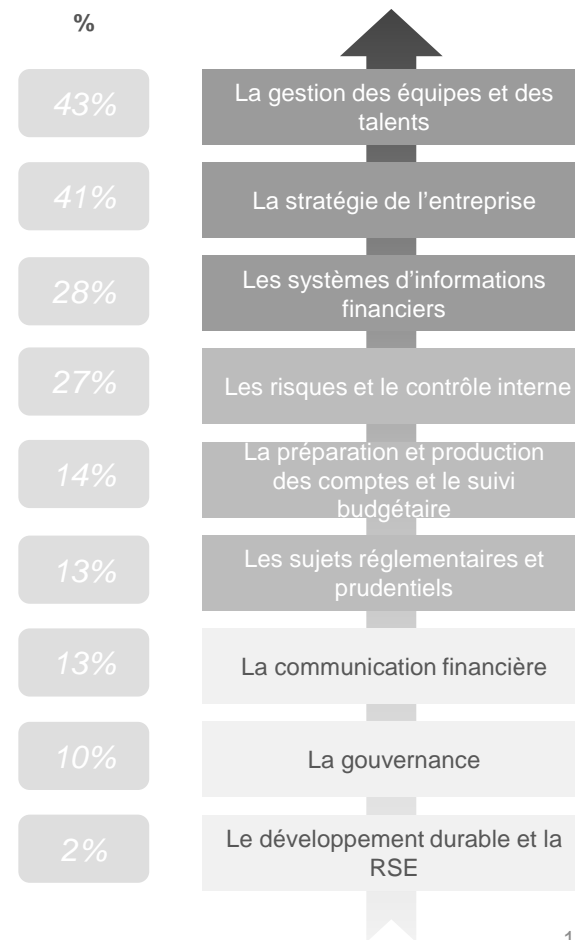 %
43%
La gestion des équipes et des
talents
41%
La stratégie de l'entreprise
28%
Les systèmes d'informations
financiers
27%
Les risques et le contrôle interne
14%
La préparation et production
des comptes et le suivi
budgétaire
13%
Les sujets réglementaires et
prudentiels
13%
La communication financière
10%
La gouvernance
2%
Le développement durable et la
RSE
1